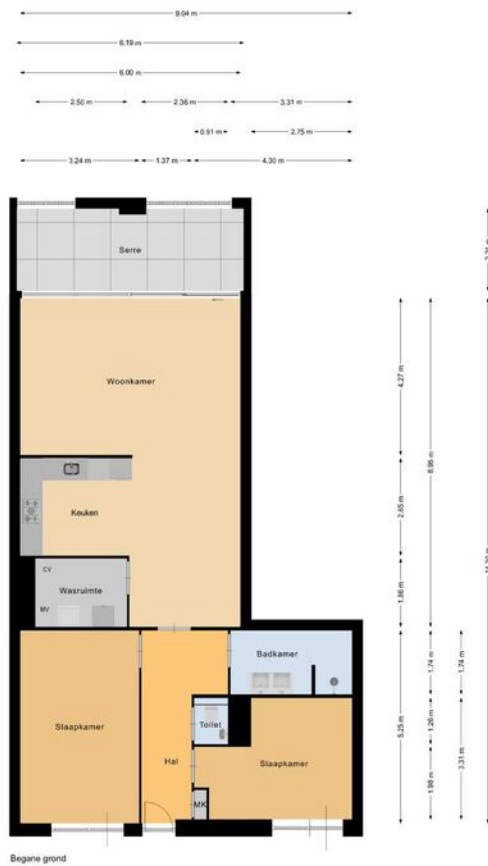 9.04 m
6.19 m
6.00 m
2.50 m 2.36 m 3.31 m
0.91 m 2.75 m
3.24 m 1.37 m 4.30 m
Serre
Woonkamer
4.27 m
8.95 m
Keuken
2.65 m
CV
Wasruimte
MV
1.86 m
Badkamer
1.74 m 1.74 m
Slaapkamer
Toilet
5.25 m
1.26 m
Hal
Slaapkamer
3.31 m
MK
1.98 m
Begane grond